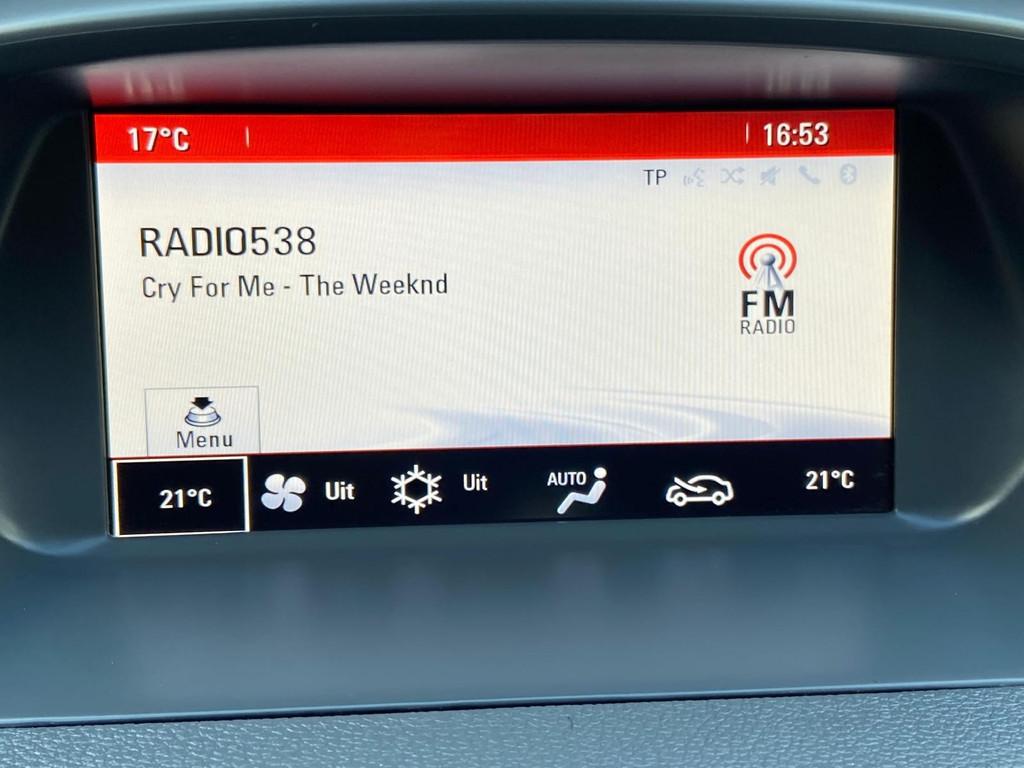 17°C 16:53
TP
RADIO538
Cry For Me - The Weeknd
FM
RADIO
Menu
21°C Uit Uit AUTO 21°C